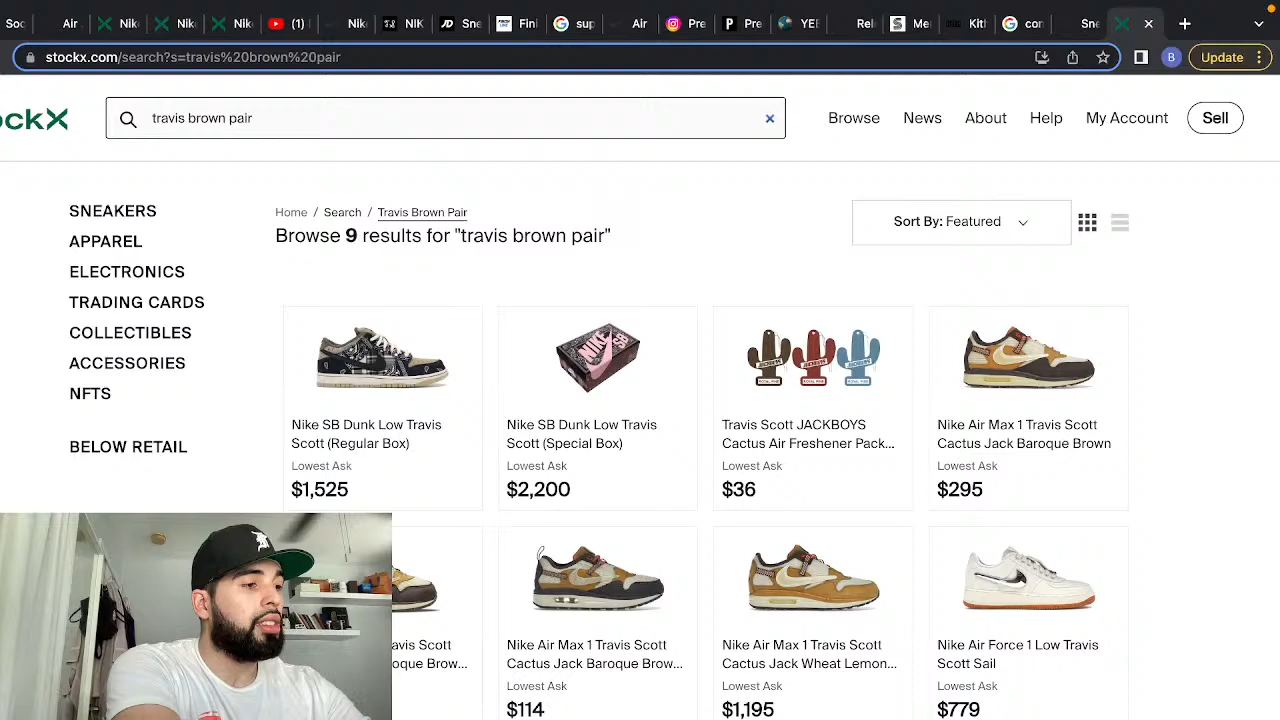 Soc Air Nik Nik Nik (1) Nike NIK Sne Finl sup Air Pre Pre YEE Rel Me Kith con Sne
stockx.com/search?s=travis%20brown%20pair B Update
ockX travis brown pair Browse News About Help My Account Sell
SNEAKERS
APPAREL
ELECTRONICS
TRADING CARDS
COLLECTIBLES
ACCESSORIES
NFTS
BELOW RETAIL
Home / Search / Travis Brown Pair
Browse 9 results for "travis brown pair"
Sort By: Featured
Nike SB Dunk Low Travis
Scott (Regular Box)
Lowest Ask
$1,525
NIKE
Nike SB Dunk Low Travis
Scott (Special Box)
Lowest Ask
$2,200
Travis Scott JACKBOYS
Cactus Air Freshener Pack...
Lowest Ask
$36
Nike Air Max 1 Travis Scott
Cactus Jack Baroque Brown
Lowest Ask
$295
avis Scott
oque Brow...
Nike Air Max 1 Travis Scott
Cactus Jack Baroque Brow...
Lowest Ask
$114
Nike Air Max 1 Travis Scott
Cactus Jack Wheat Lemon...
Lowest Ask
$1,195
Nike Air Force 1 Low Travis
Scott Sail
Lowest Ask
$779